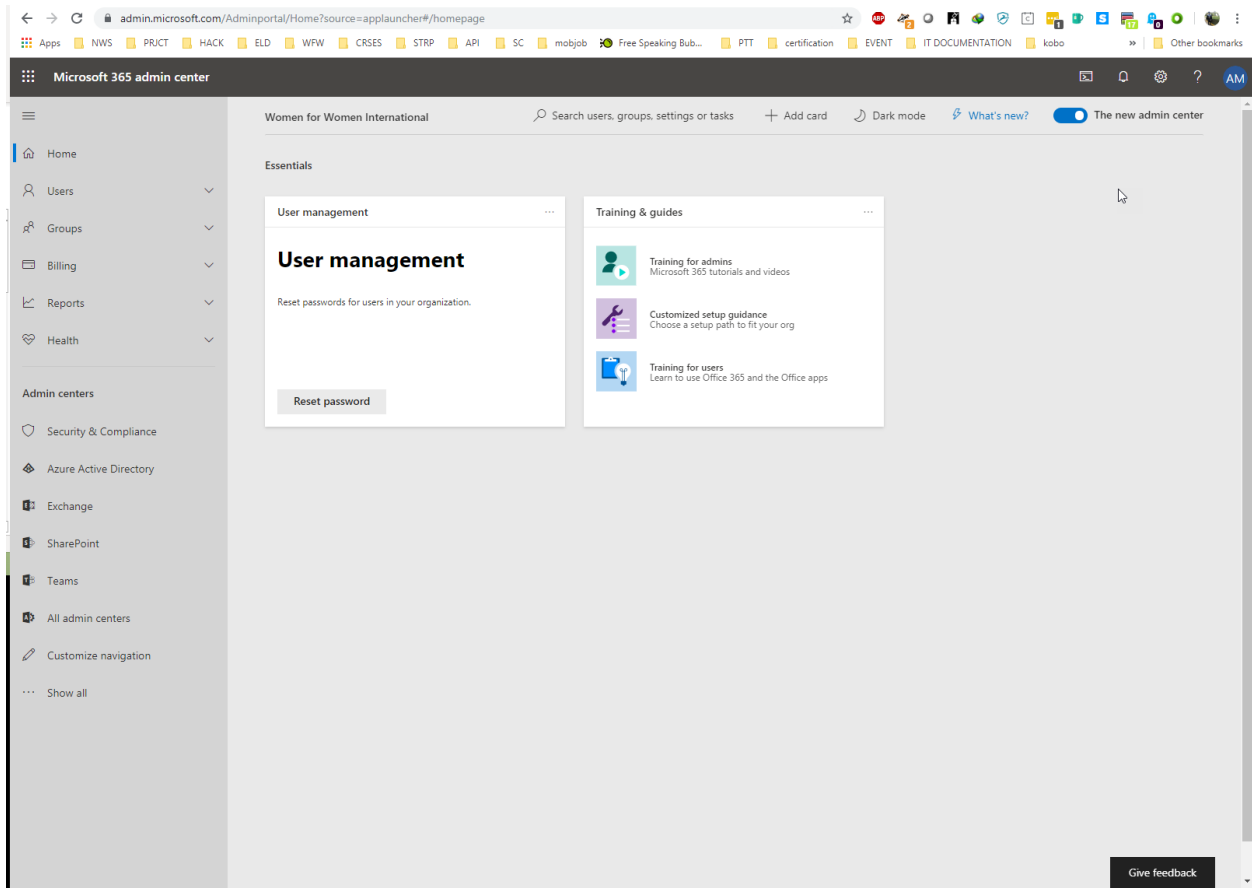 admin.microsoft.com/Adminportal/Home?source=applauncher#/homepage
Apps NWS PRJCT HACK ELD WFW CRSES STRP API SC mobjob Free Speaking Bub... PTT certification EVENT IT DOCUMENTATION kobo » Other bookmarks
Microsoft 365 admin center
AM
Women for Women International
Search users, groups, settings or tasks
Add card
Dark mode
What's new?
The new admin center
Home
Users
Groups
Billing
Reports
Health
Admin centers
Security & Compliance
Azure Active Directory
Exchange
SharePoint
Teams
All admin centers
Customize navigation
Show all
Essentials
User management
User management
Reset passwords for users in your organization.
Reset password
Training & guides
Training for admins
Microsoft 365 tutorials and videos
Customized setup guidance
Choose a setup path to fit your org
Training for users
Learn to use Office 365 and the Office apps
Give feedback